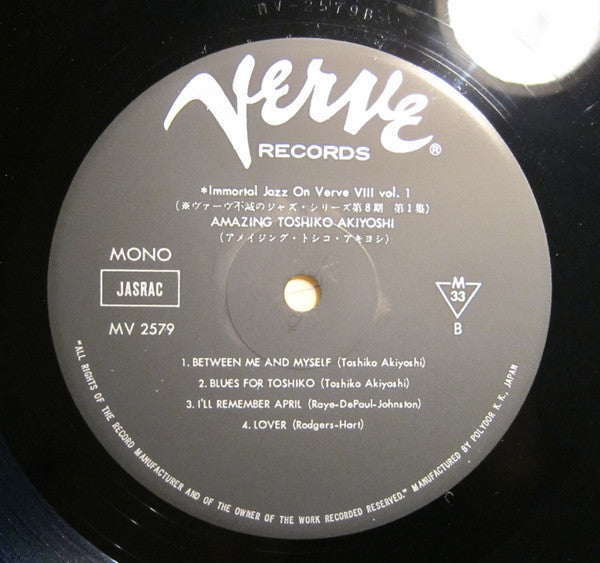 MV-2579B
Verve
RECORDS ®
*Immortal Jazz On Verve VIII vol. 1
(※ヴァーヴ不滅のジャズ・シリーズ第8期 第1集)
AMAZING TOSHIKO AKIYOSHI
(アメイジング・トシコ・アキヨシ)
MONO
JASRAC
MV 2579
M
33
B
1. BETWEEN ME AND MYSELF (Toshiko Akiyoshi)
2. BLUES FOR TOSHIKO (Toshiko Akiyoshi)
3. I'LL REMEMBER APRIL (Raye-DePaul-Johnston)
4. LOVER (Rodgers-Hart)
"ALL RIGHTS OF THE RECORD MANUFACTURER AND OF THE OWNER OF THE WORK RECORDED RESERVED." MANUFACTURED BY POLYDOR K.K., JAPAN